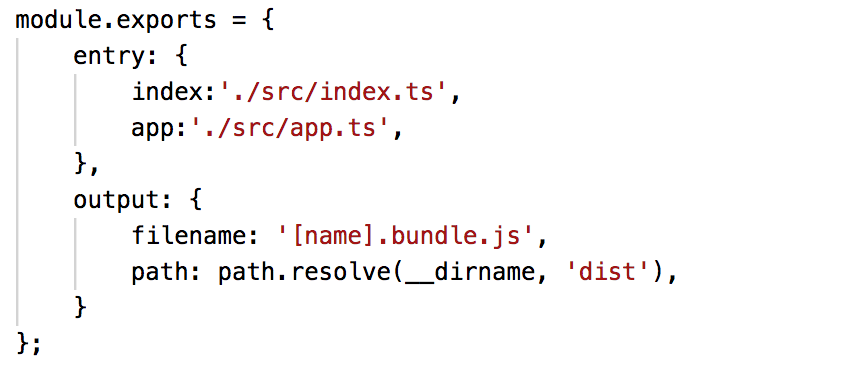 module.exports = {
    entry: {
        index:'./src/index.ts',
        app:'./src/app.ts',
    },
    output: {
        filename: '[name].bundle.js',
        path: path.resolve(__dirname, 'dist'),
    }
};